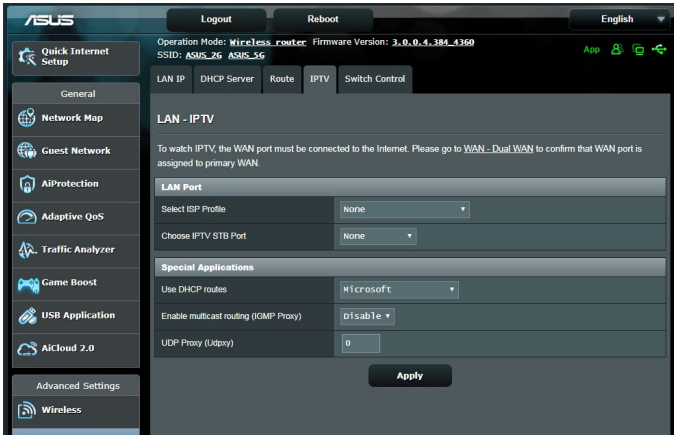 ASUS
Logout
Reboot
English
Quick Internet
Setup
General
Network Map
Guest Network
AiProtection
Adaptive QoS
Traffic Analyzer
Game Boost
USB Application
AiCloud 2.0
Advanced Settings
Wireless
Operation Mode: Wireless router Firmware Version: 3.0.0.4.384_4360
SSID: ASUS_2G ASUS_5G
App
LAN IP DHCP Server Route IPTV Switch Control
LAN - IPTV
To watch IPTV, the WAN port must be connected to the Internet. Please go to WAN - Dual WAN to confirm that WAN port is
assigned to primary WAN.
LAN Port
Select ISP Profile None
Choose IPTV STB Port None
Special Applications
Use DHCP routes Microsoft
Enable multicast routing (IGMP Proxy) Disable
UDP Proxy (Udpxy) 0
Apply